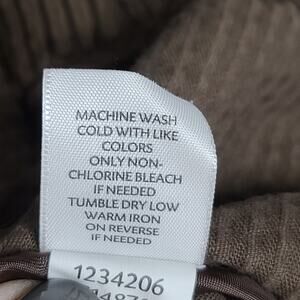 MACHINE WASH
COLD WITH LIKE
COLORS
ONLY NON-
CHLORINE BLEACH
IF NEEDED
TUMBLE DRY LOW
WARM IRON
ON REVERSE
IF NEEDED
1234206